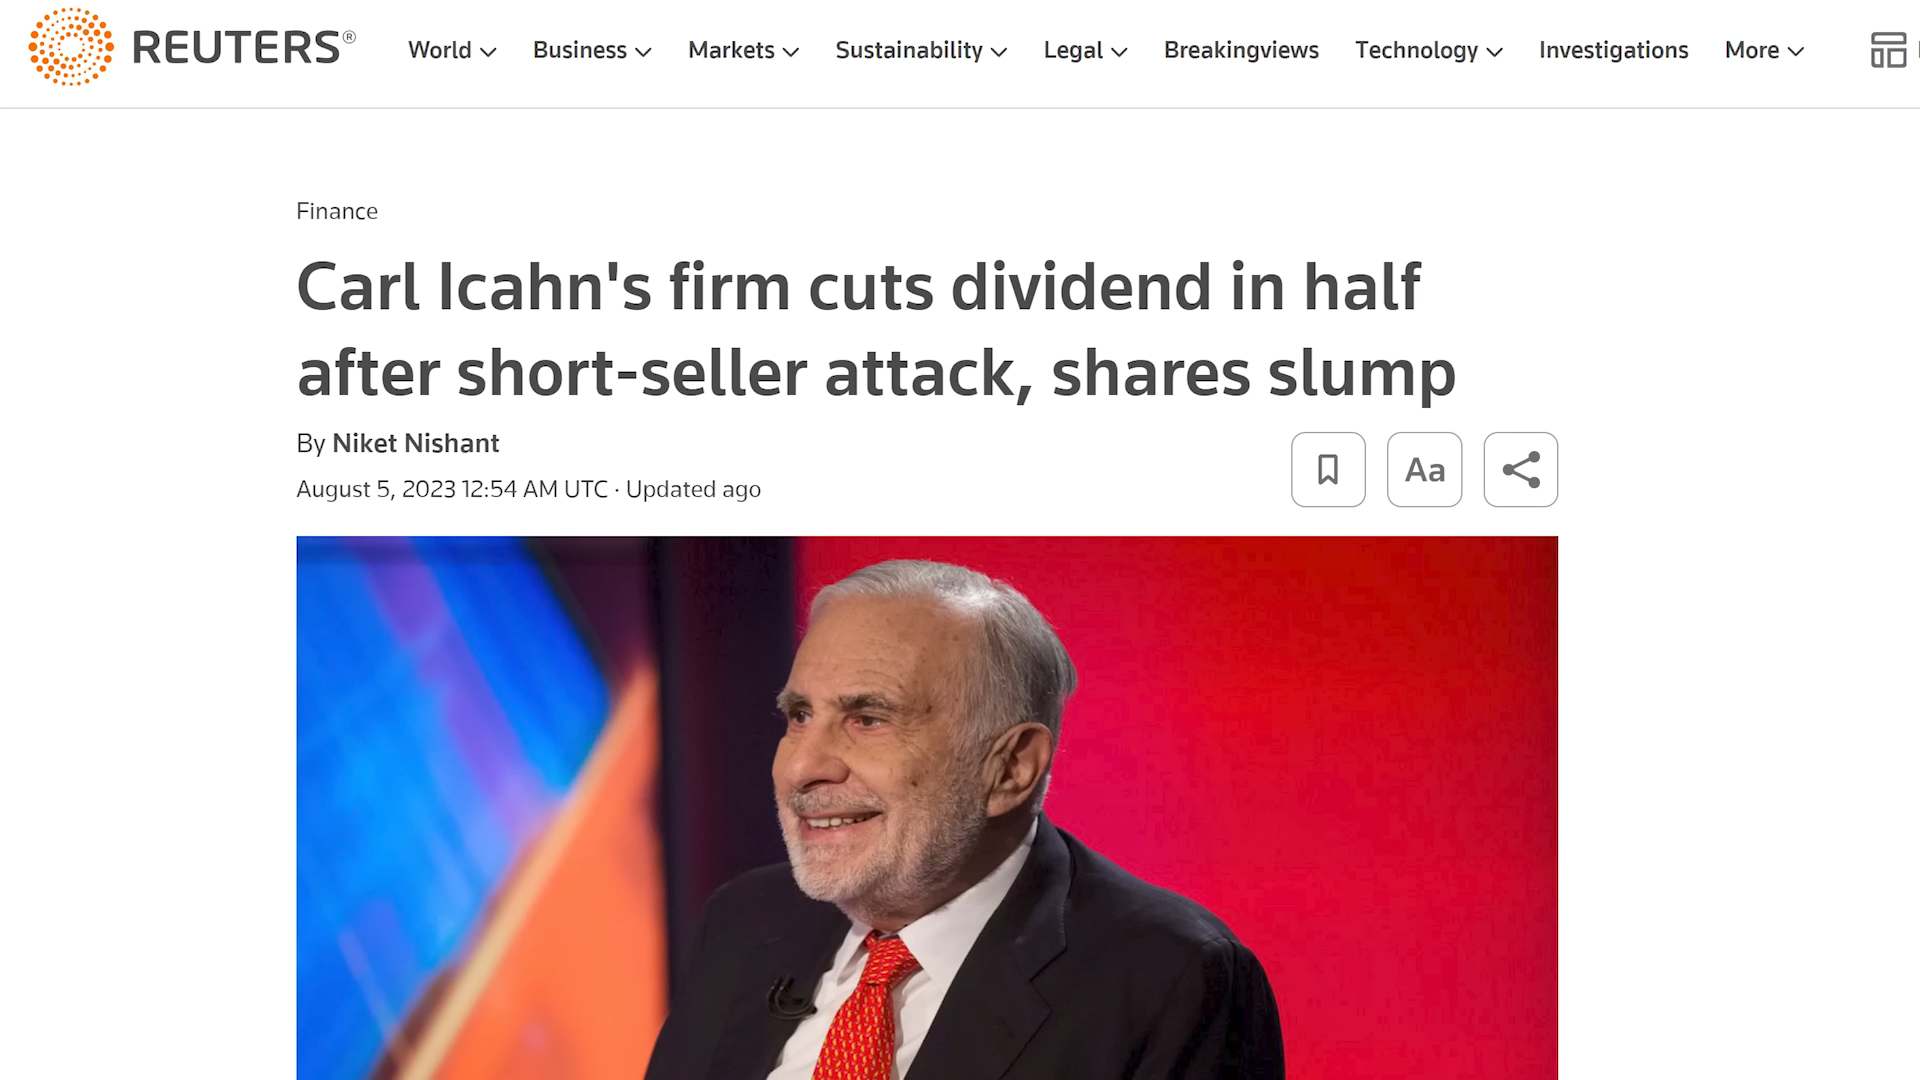 REUTERS®
World Business Markets Sustainability Legal Breakingviews Technology Investigations More
Finance
Carl Icahn's firm cuts dividend in half
after short-seller attack, shares slump
By Niket Nishant
August 5, 2023 12:54 AM UTC · Updated ago
Aa